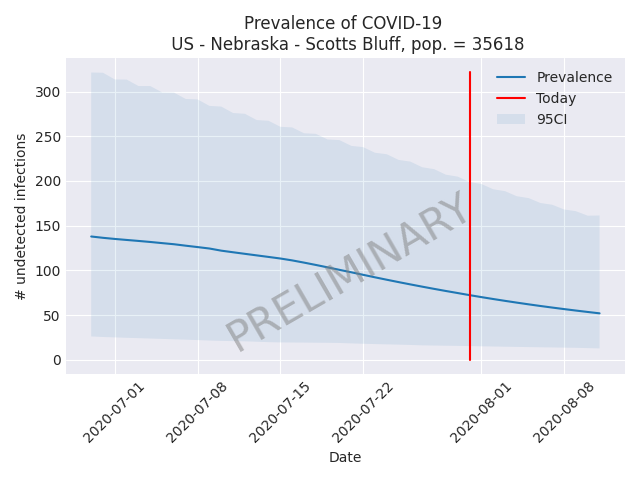 Prevalence of COVID-19
US - Nebraska - Scotts Bluff, pop. = 35618
Prevalence
Today
95CI
300
250
200
150
100
50
0
# undetected infections
PRELIMINARY
2020-07-01
2020-07-08
2020-07-15
2020-07-22
2020-08-01
2020-08-08
Date